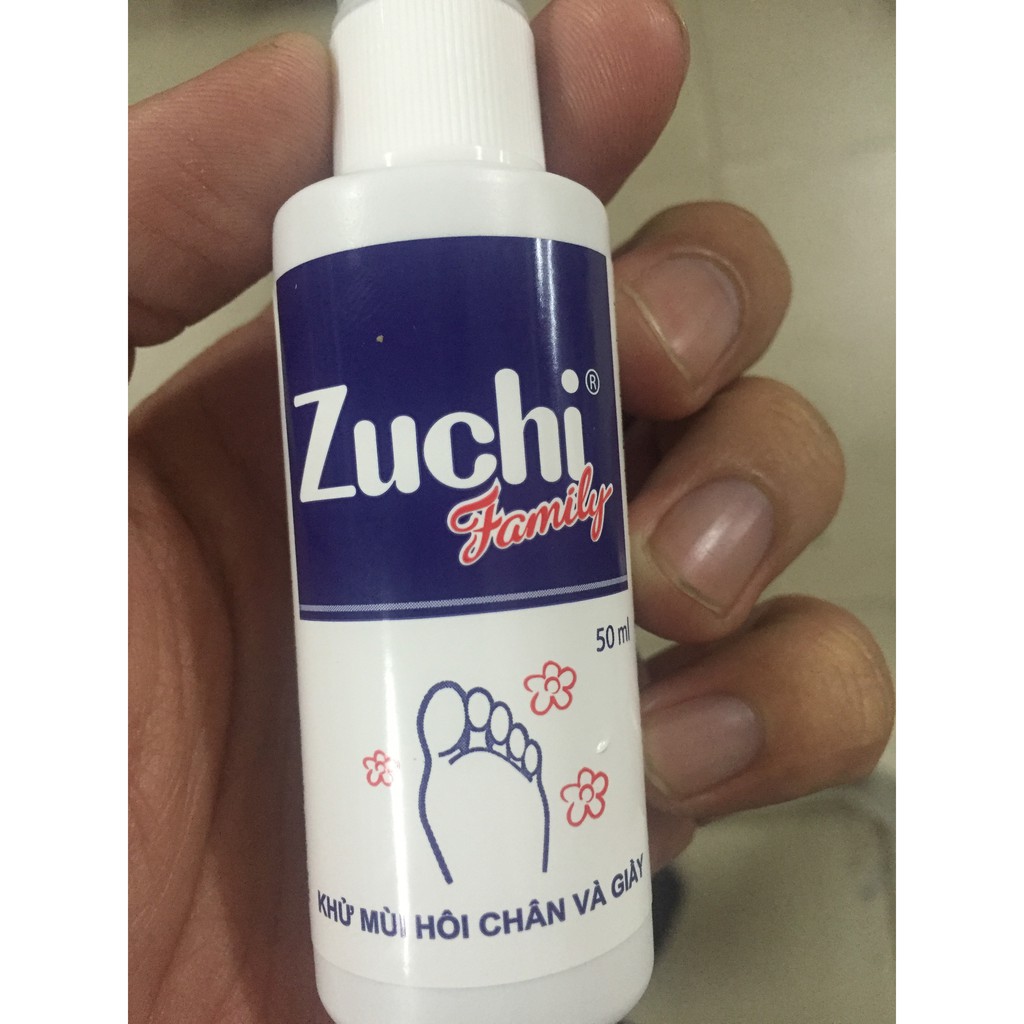 Zuchi®
Family
50 ml
KHỬ MÙI HÔI CHÂN VÀ GIÀY